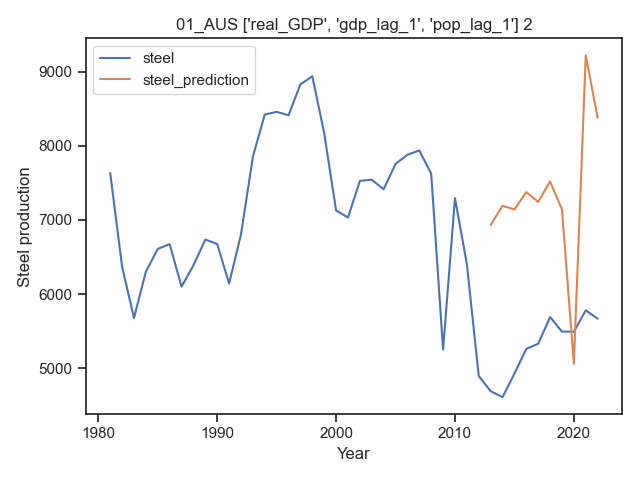 01_AUS ['real_GDP', 'gdp_lag_1', 'pop_lag_1'] 2
steel
steel_prediction
Steel production
9000
8000
7000
6000
5000
1980
1990
2000
2010
2020
Year